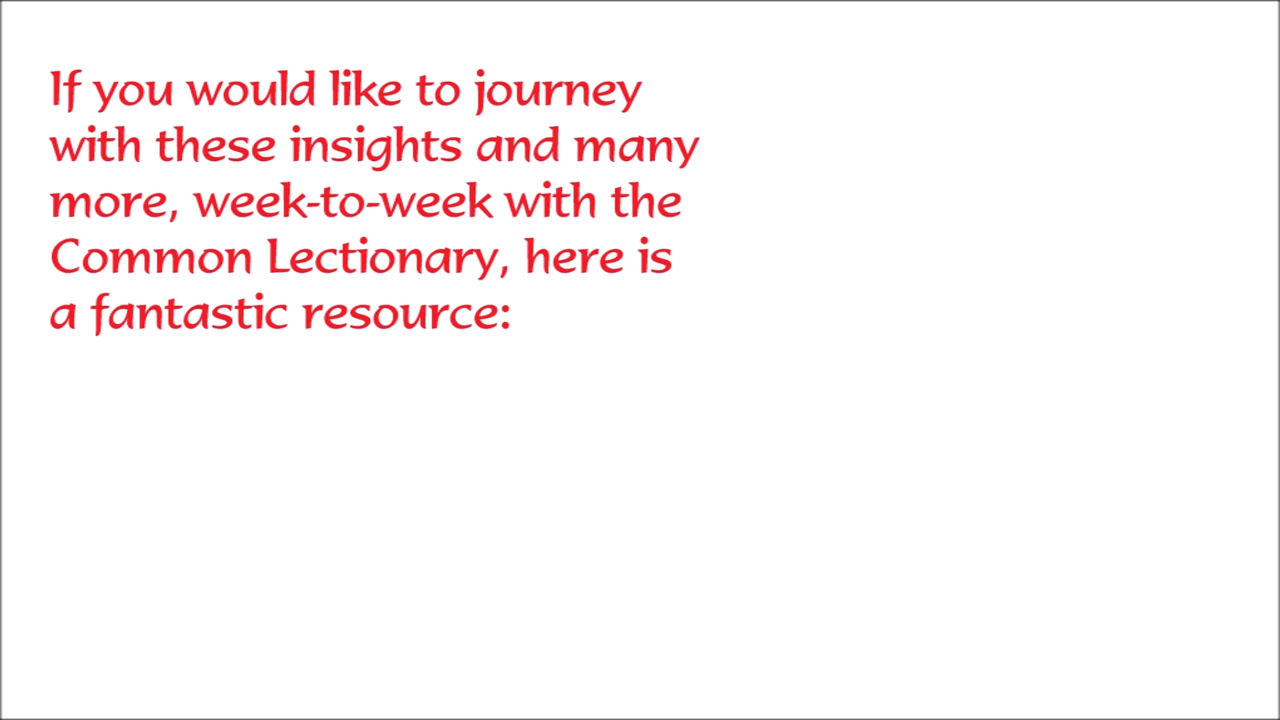 If you would like to journey
with these insights and many
more, week-to-week with the
Common Lectionary, here is
a fantastic resource: